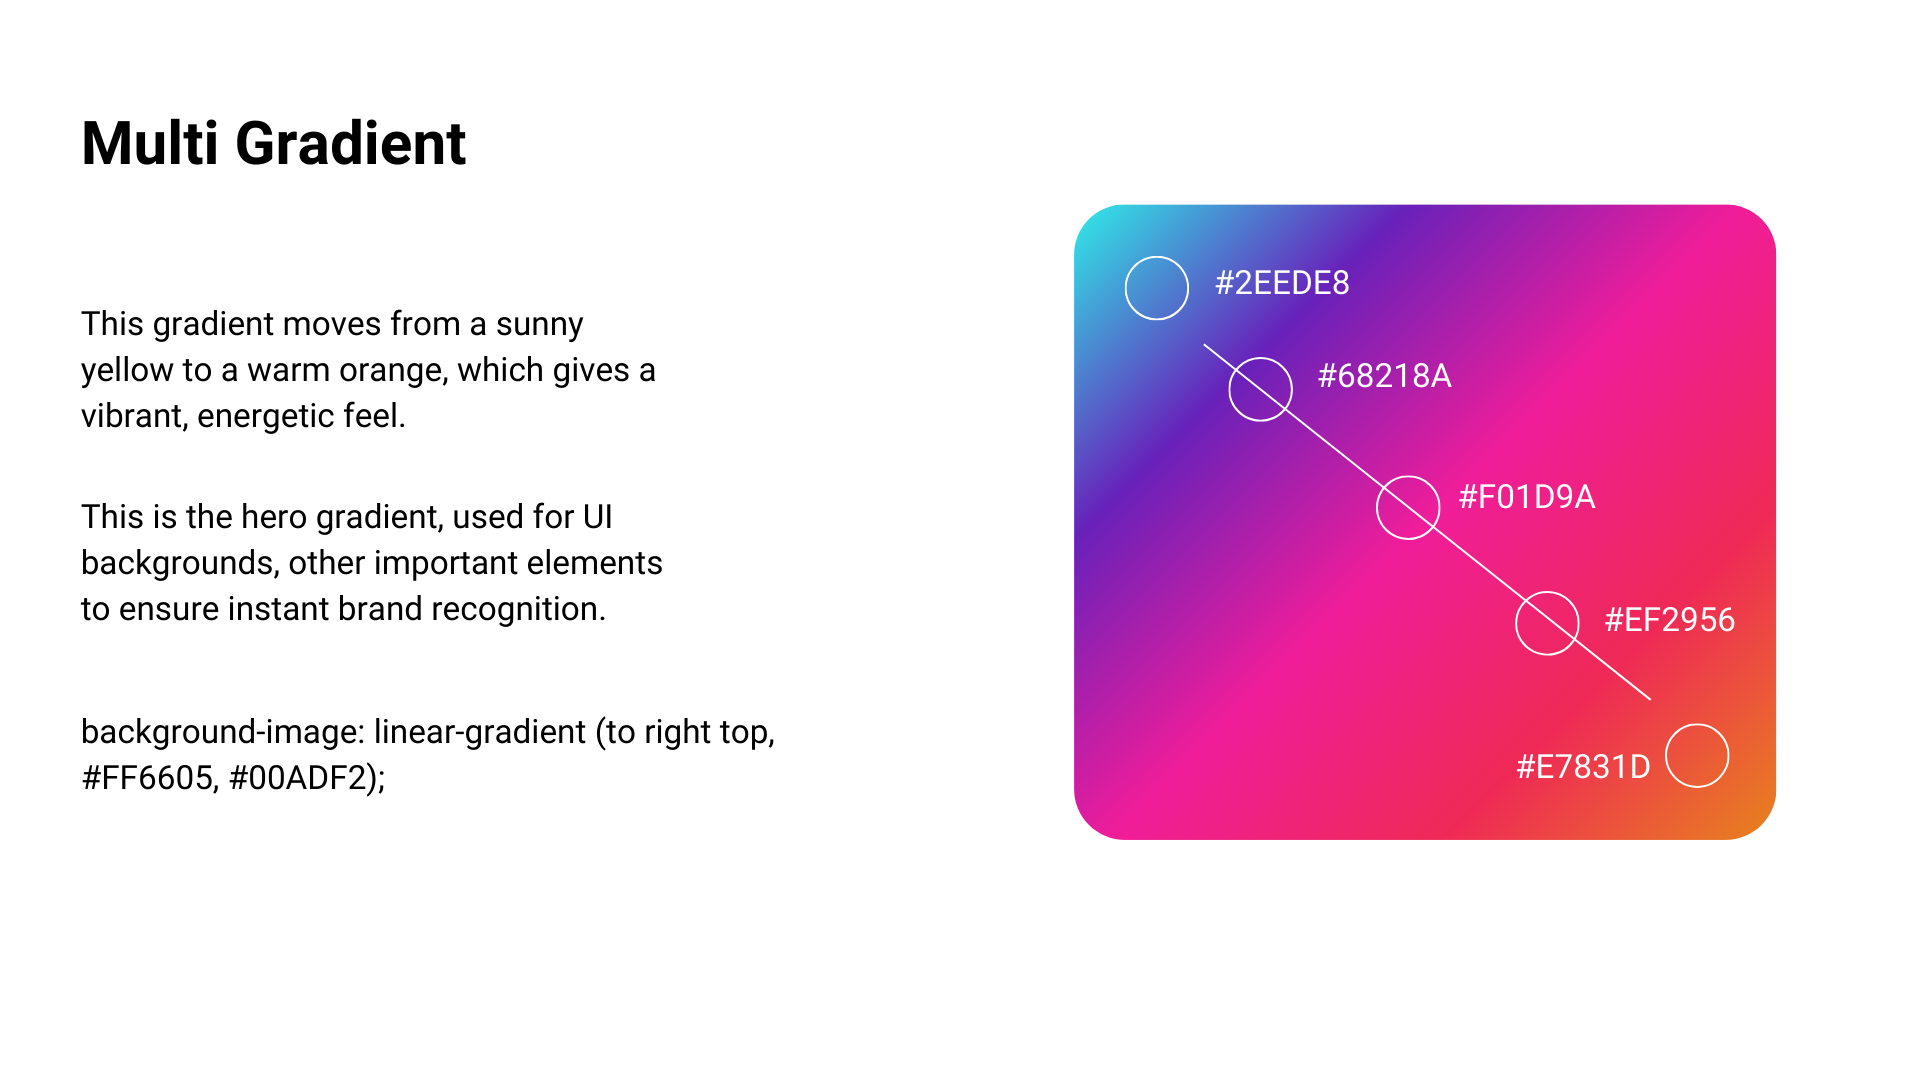 Multi Gradient
This gradient moves from a sunny
yellow to a warm orange, which gives a
vibrant, energetic feel.
This is the hero gradient, used for UI
backgrounds, other important elements
to ensure instant brand recognition.
background-image: linear-gradient (to right top,
#FF6605, #00ADF2);
#2EEDE8
#68218A
#F01D9A
#EF2956
#E7831D